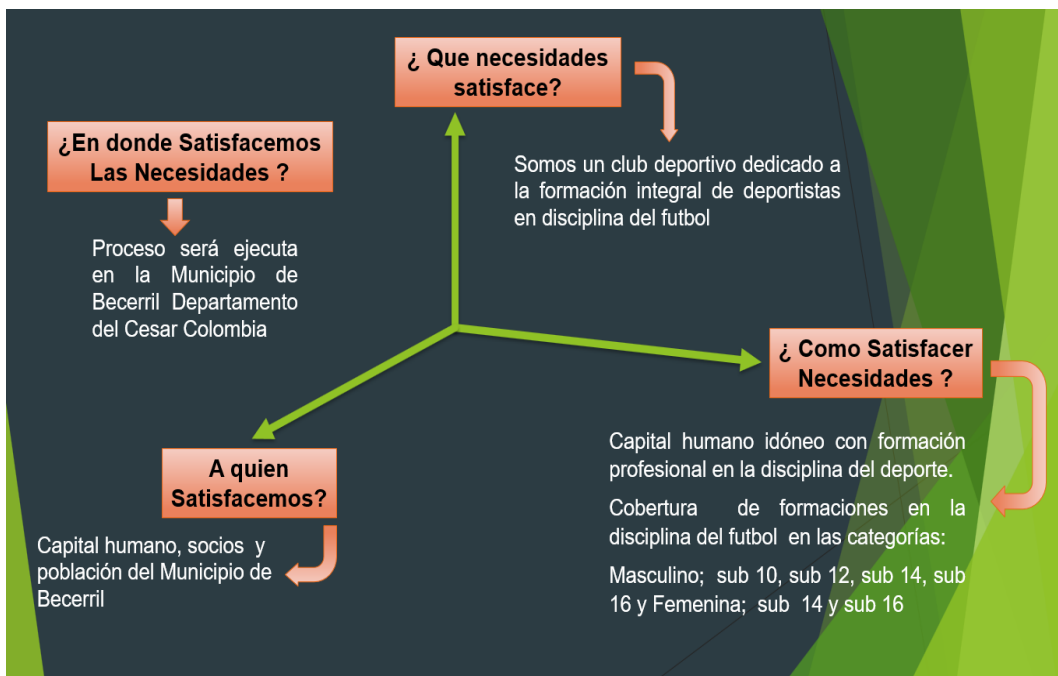 ¿ Que necesidades
satisface?
Somos un club deportivo dedicado a
la formación integral de deportistas
en disciplina del futbol
¿En donde Satisfacemos
Las Necesidades ?
Proceso será ejecuta
en la Municipio de
Becerril Departamento
del Cesar Colombia
¿ Como Satisfacer
Necesidades ?
Capital humano idóneo con formación
profesional en la disciplina del deporte.
Cobertura de formaciones en la
disciplina del futbol en las categorías:
Masculino; sub 10, sub 12, sub 14, sub
16 y Femenina; sub 14 y sub 16
A quien
Satisfacemos?
Capital humano, socios y
población del Municipio de
Becerril